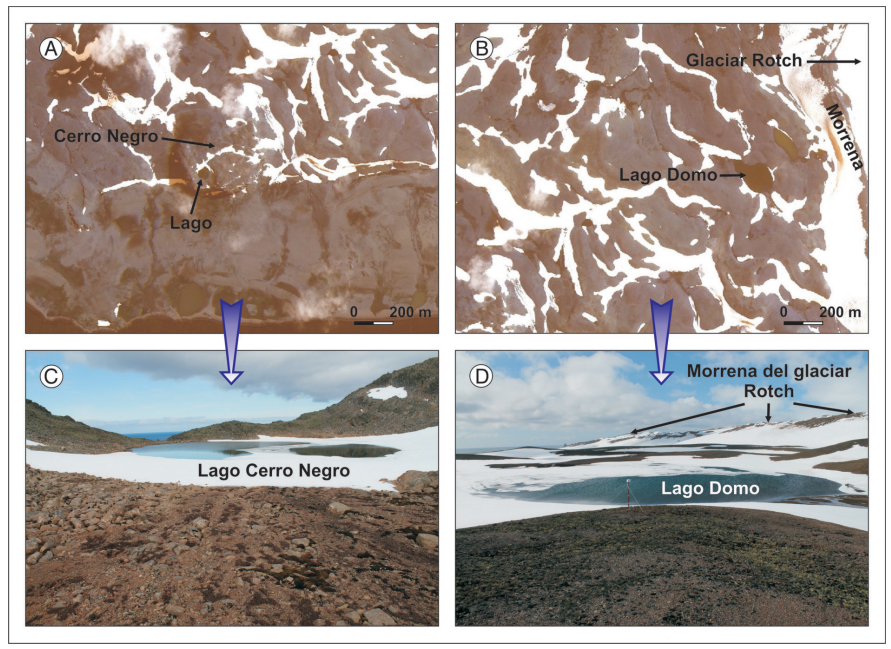 A
Cerro Negro
Lago
0 200 m
B
Glaciar Rotch
Morrena
Lago Domo
0 200 m
C
Lago Cerro Negro
D
Morrena del glaciar
Rotch
Lago Domo